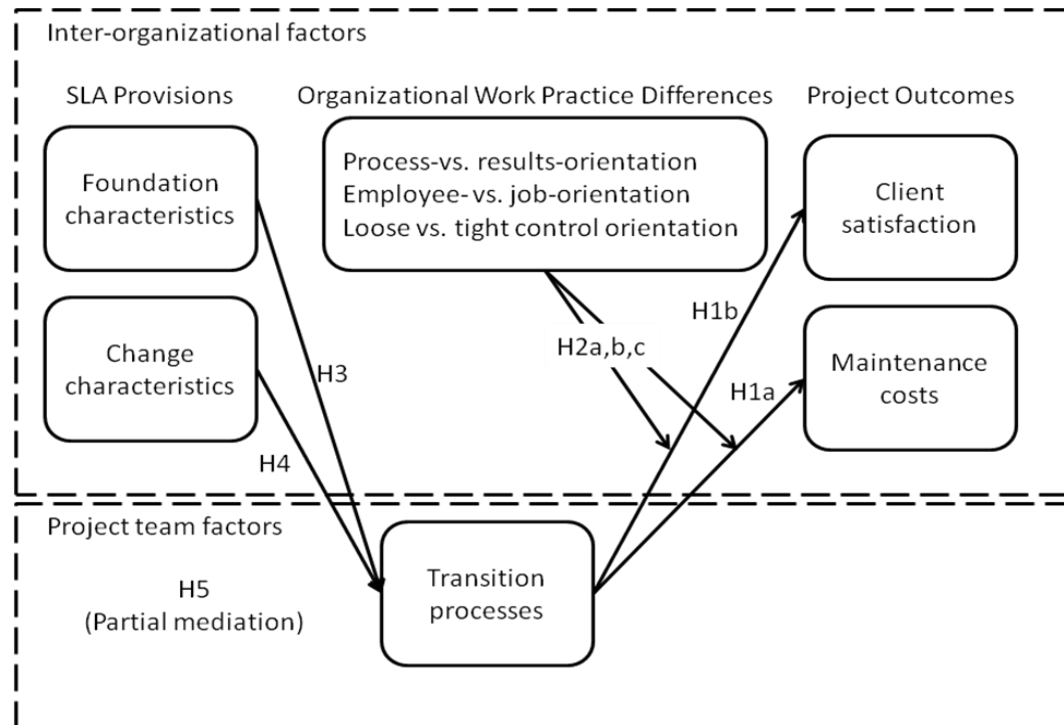 Inter-organizational factors
SLA Provisions
Organizational Work Practice Differences
Project Outcomes
Foundation
characteristics
Process-vs. results-orientation
Employee- vs. job-orientation
Loose vs. tight control orientation
Client
satisfaction
Change
characteristics
H1b
H2a,b,c
H3
H1a
Maintenance
costs
H4
Project team factors
H5
(Partial mediation)
Transition
processes